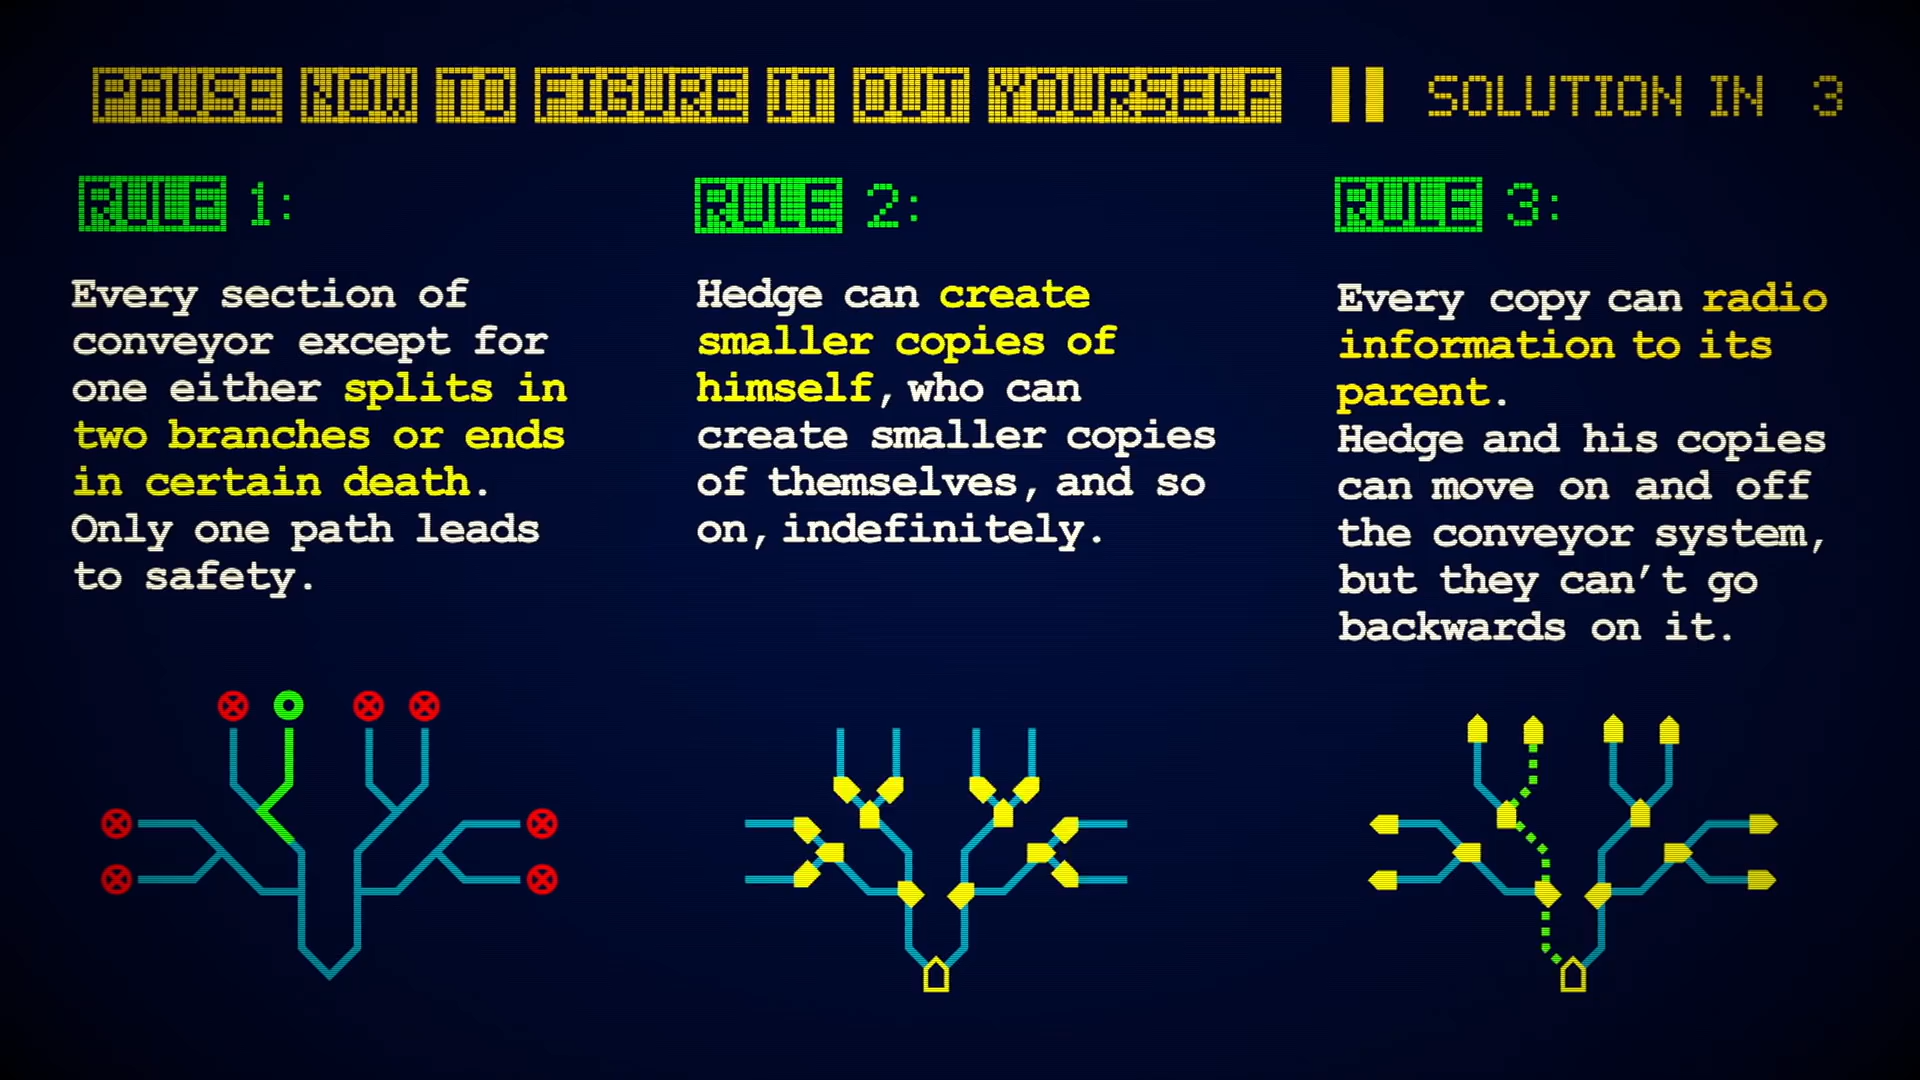 PAUSE NOW TO FIGURE IT OUT YOURSELF SOLUTION IN 3
RULE 1:
Every section of
conveyor except for
one either splits in
two branches or ends
in certain death.
Only one path leads
to safety.
RULE 2:
Hedge can create
smaller copies of
himself, who can
create smaller copies
of themselves, and so
on, indefinitely.
RULE 3:
Every copy can radio
information to its
parent.
Hedge and his copies
can move on and off
the conveyor system,
but they can't go
backwards on it.